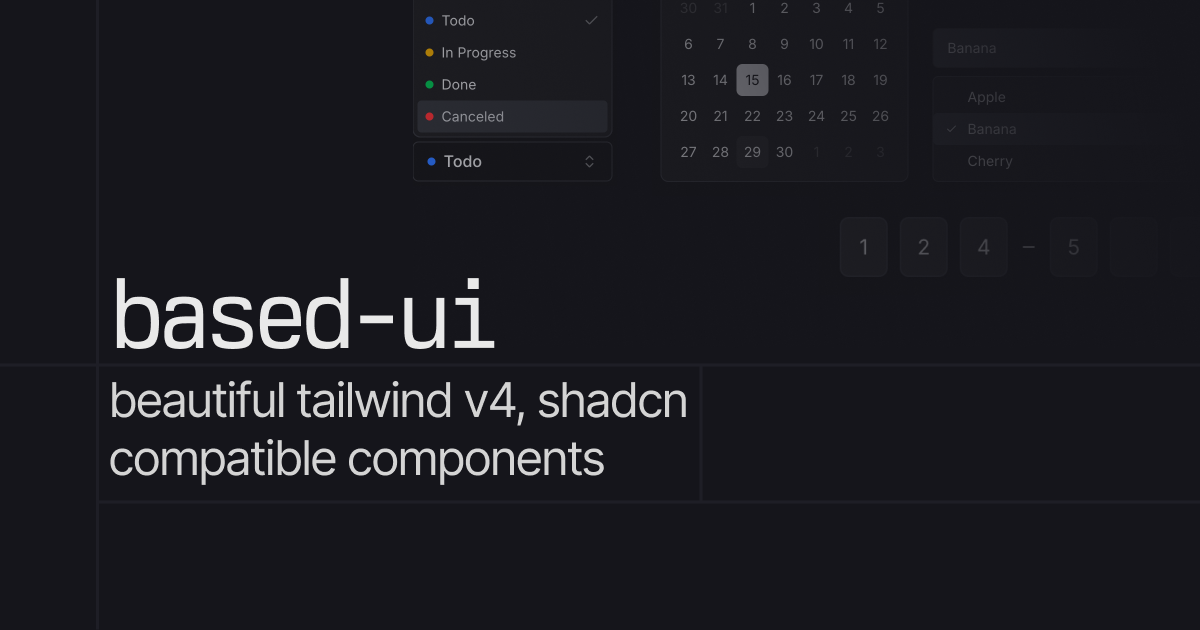 Todo
In Progress
Done
Canceled
Todo
30 31 1 2 3 4 5
6 7 8 9 10 11 12
13 14 15 16 17 18 19
20 21 22 23 24 25 26
27 28 29 30 1 2 3
Banana
Apple
Banana
Cherry
1 2 4 – 5
based-ui
beautiful tailwind v4, shadcn
compatible components